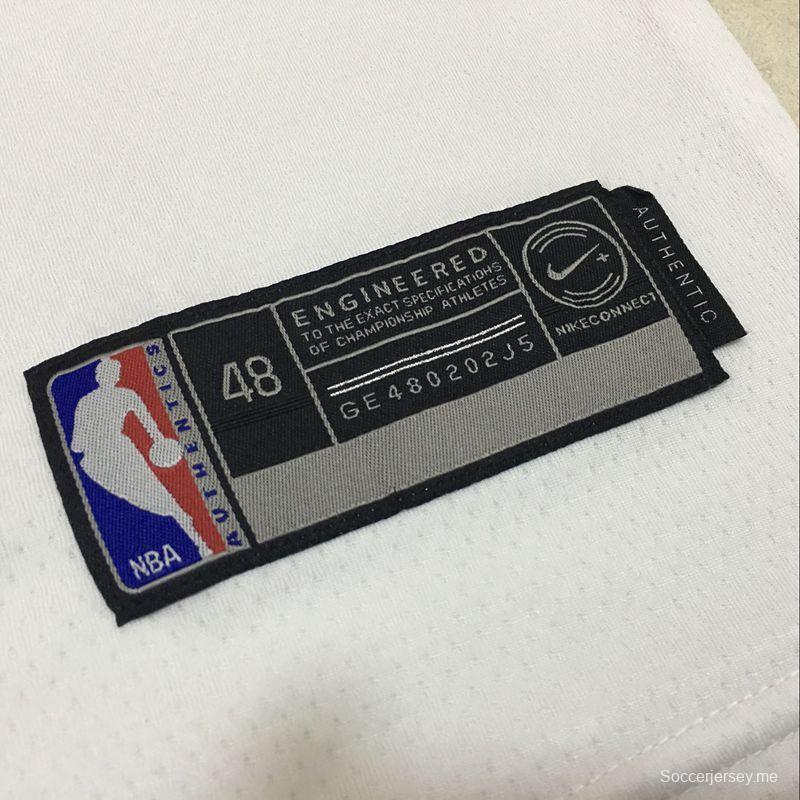 NBA
AUTHENTICS
48
ENGINEERED
TO THE EXACT SPECIFICATIONS
OF CHAMPIONSHIP ATHLETES
GE480202J5
NIKECONNECT
AUTHENTIC
Soccerjersey.me